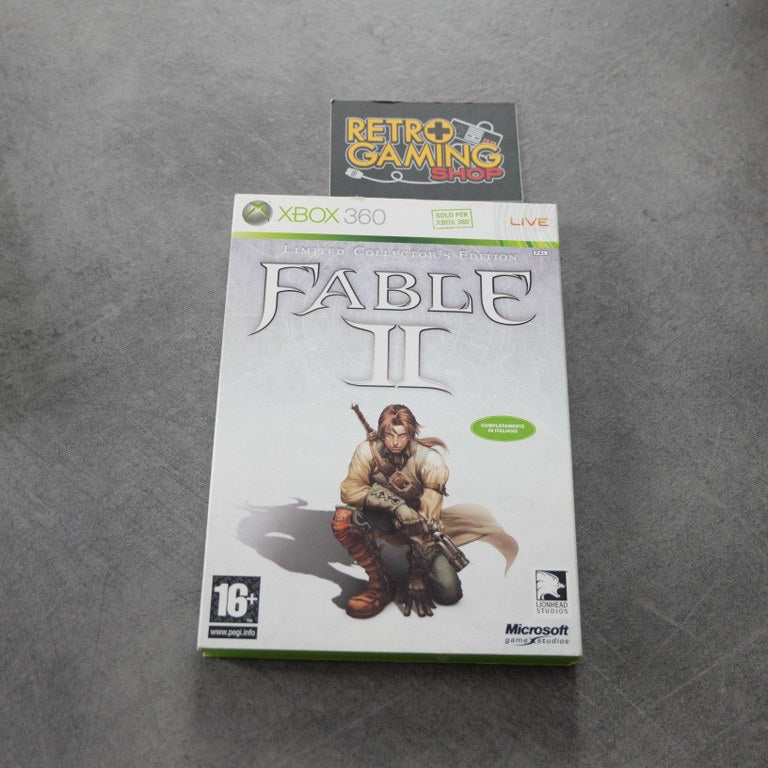 RETRO
GAMING
SHOP
XBOX 360
SOLO PER
XBOX 360
LIVE
LIMITED COLLECTOR'S EDITION
PAL
FABLE
II
COMPLETAMENTE
IN ITALIANO
16+
www.pegi.info
LIONHEAD
STUDIOS
Microsoft
game studios